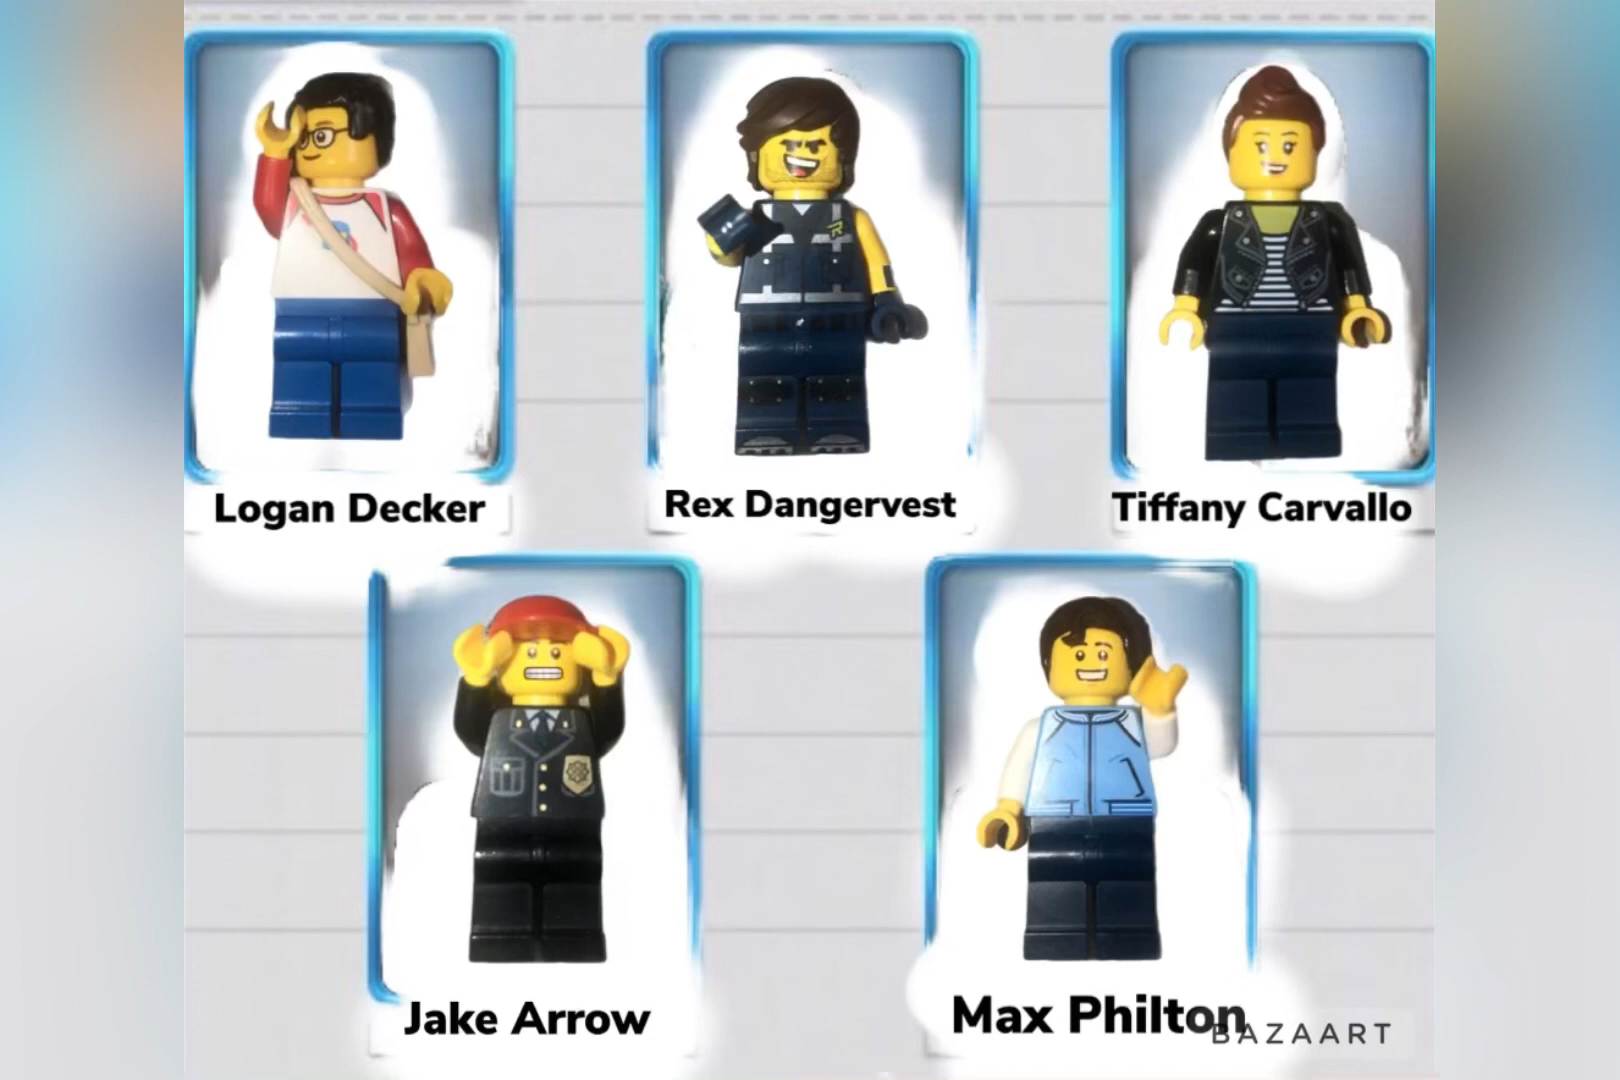 Logan Decker
Rex Dangervest
Tiffany Carvallo
Jake Arrow
Max Philton
BAZAART